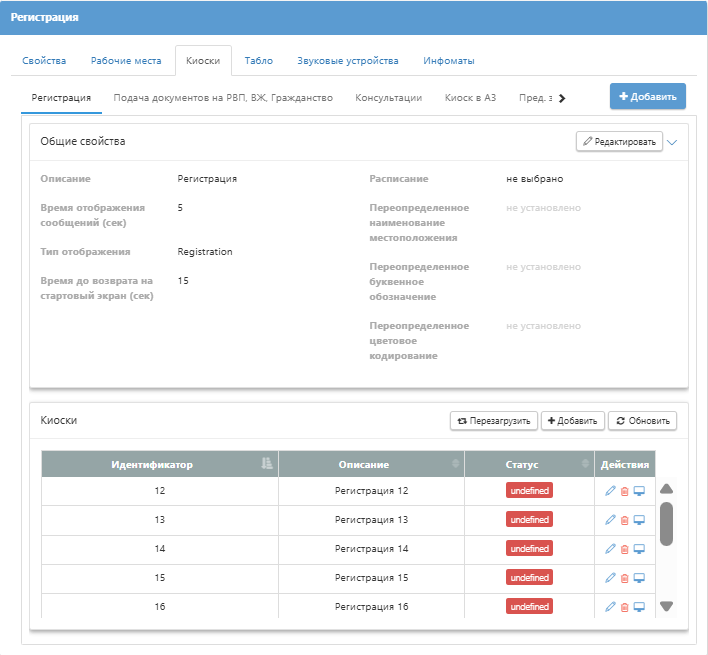 Регистрация
Свойства Рабочие места Киоски Табло Звуковые устройства Инфоматы
Регистрация Подача документов на РВП, ВЖ, Гражданство Консультации Киоск в А3 Пред. з Добавить
Общие свойства Редактировать
Описание Регистрация Расписание не выбрано
Время отображения сообщений (сек) 5 Переопределенное наименование местоположения не установлено
Тип отображения Registration Переопределенное буквенное обозначение не установлено
Время до возврата на стартовый экран (сек) 15 Переопределенное цветовое кодирование не установлено
Киоски Перезагрузить Добавить Обновить
Идентификатор Описание Статус Действия
12 Регистрация 12 undefined
13 Регистрация 13 undefined
14 Регистрация 14 undefined
15 Регистрация 15 undefined
16 Регистрация 16 undefined